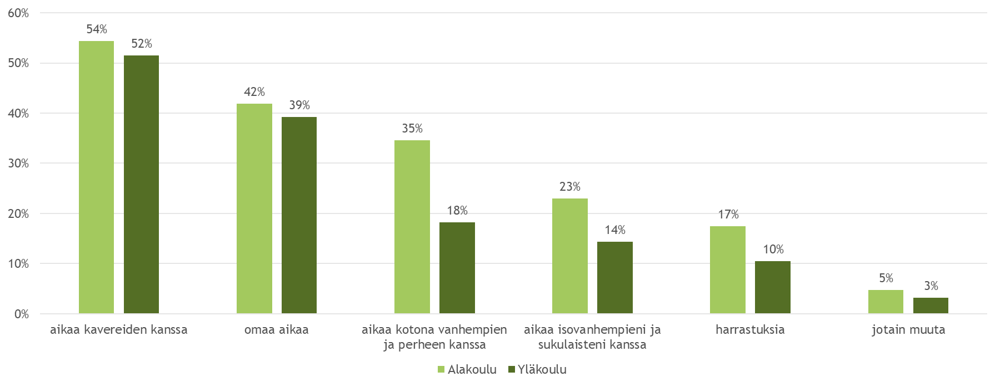 60%
50%
40%
30%
20%
10%
0%
54%
52%
42%
39%
35%
18%
23%
14%
17%
10%
5%
3%
aikaa kavereiden kanssa
omaa aikaa
aikaa kotona vanhempien
ja perheen kanssa
aikaa isovanhempieni ja
sukulaisteni kanssa
harrastuksia
jotain muuta
Alakoulu
Yläkoulu